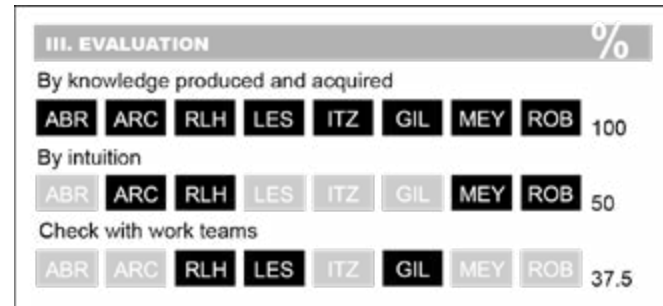 III. EVALUATION %
By knowledge produced and acquired
ABR ARC RLH LES ITZ GIL MEY ROB 100
By intuition
ABR ARC RLH LES ITZ GIL MEY ROB 50
Check with work teams
ABR ARC RLH LES ITZ GIL MEY ROB 37.5